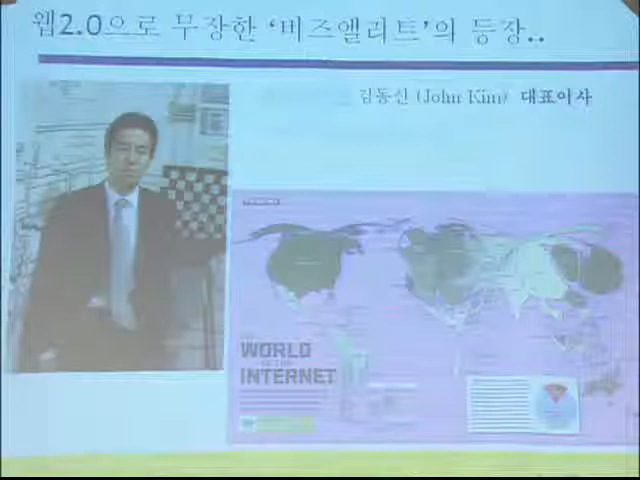 웹2.0으로 무장한 ‘비즈엘리트’의 등장..
김동신 (John Kim) 대표이사
WORLD
INTERNET